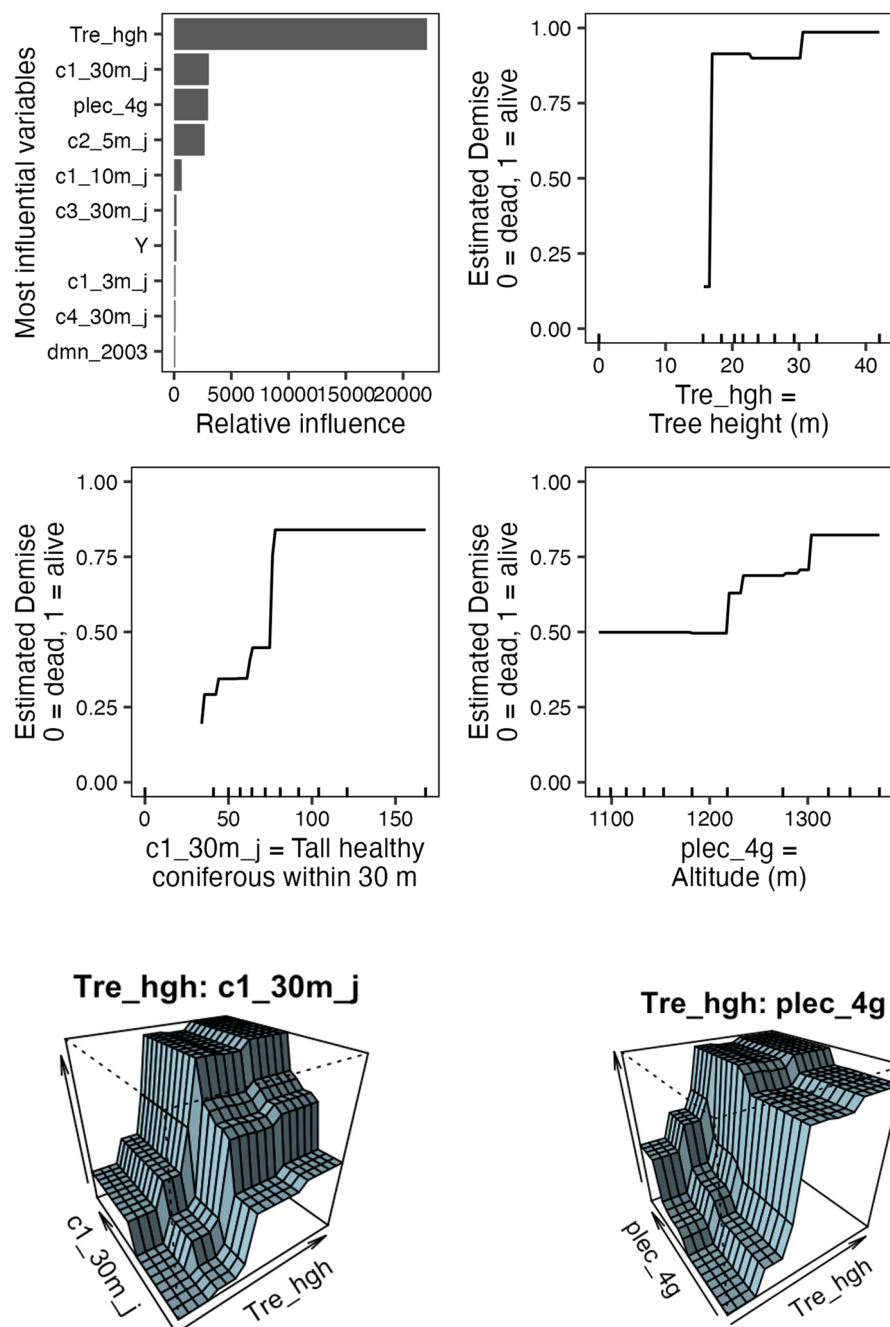 Most influential variables
Tre_hgh
c1_30m_j
plec_4g
c2_5m_j
c1_10m_j
c3_30m_j
Y
c1_3m_j
c4_30m_j
dmn_2003
0 5000 10000 15000 20000
Relative influence
Estimated Demise
0 = dead, 1 = alive
1.00
0.75
0.50
0.25
0.00
0 10 20 30 40
Tre_hgh =
Tree height (m)
Estimated Demise
0 = dead, 1 = alive
1.00
0.75
0.50
0.25
0.00
0 50 100 150
c1_30m_j = Tall healthy
coniferous within 30 m
Estimated Demise
0 = dead, 1 = alive
1.00
0.75
0.50
0.25
0.00
1100 1200 1300
plec_4g =
Altitude (m)
Tre_hgh: c1_30m_j
c1_30m_j
Tre_hgh
Tre_hgh: plec_4g
plec_4g
Tre_hgh